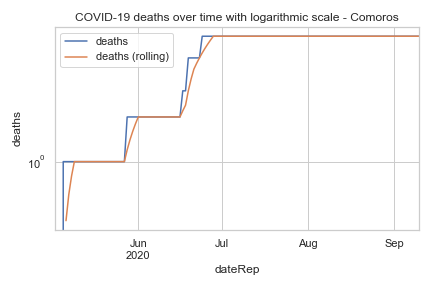 COVID-19 deaths over time with logarithmic scale - Comoros
deaths
deaths (rolling)
deaths
10⁰
Jun
2020
Jul
Aug
Sep
dateRep